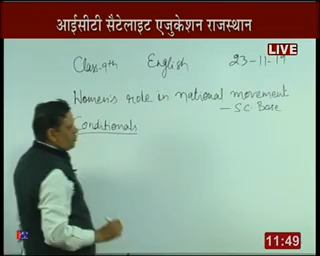 आईसीटी सैटेलाइट एजुकेशन राजस्थान
LIVE
Class-9th English 23-11-19
Women's role in national movement
- S.C. Bose
Conditionals
11:49